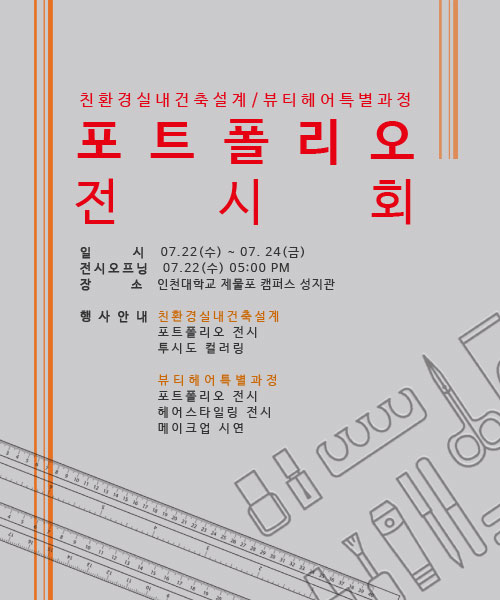 친환경실내건축설계/뷰티헤어특별과정
포트폴리오
전시회
일 시 07.22(수) ~ 07. 24(금)
전시오프닝 07.22(수) 05:00 PM
장 소 인천대학교 제물포 캠퍼스 성지관
행사안내 친환경실내건축설계
포트폴리오 전시
투시도 컬러링
뷰티헤어특별과정
포트폴리오 전시
헤어스타일링 전시
메이크업 시연